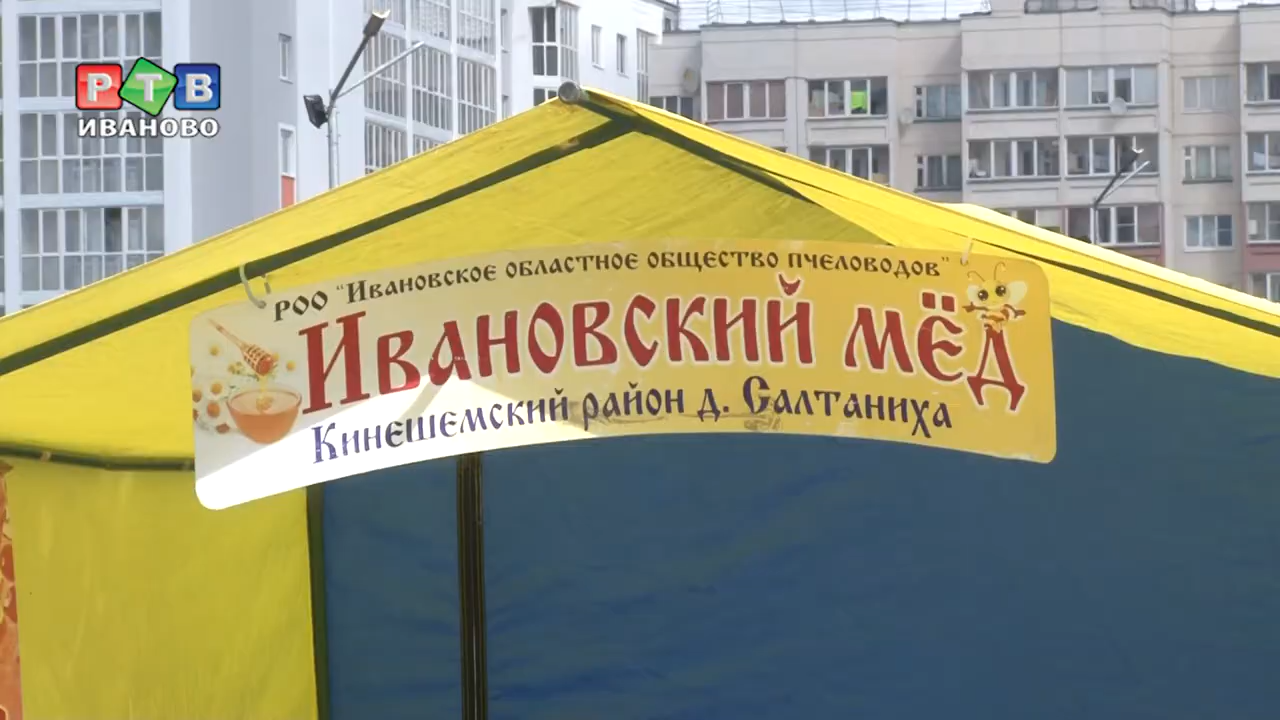 РТВ
ИВАНОВО
РОО "Ивановское областное общество пчеловодов"
Ивановский мёд
Кинешемский район д. Салтаниха